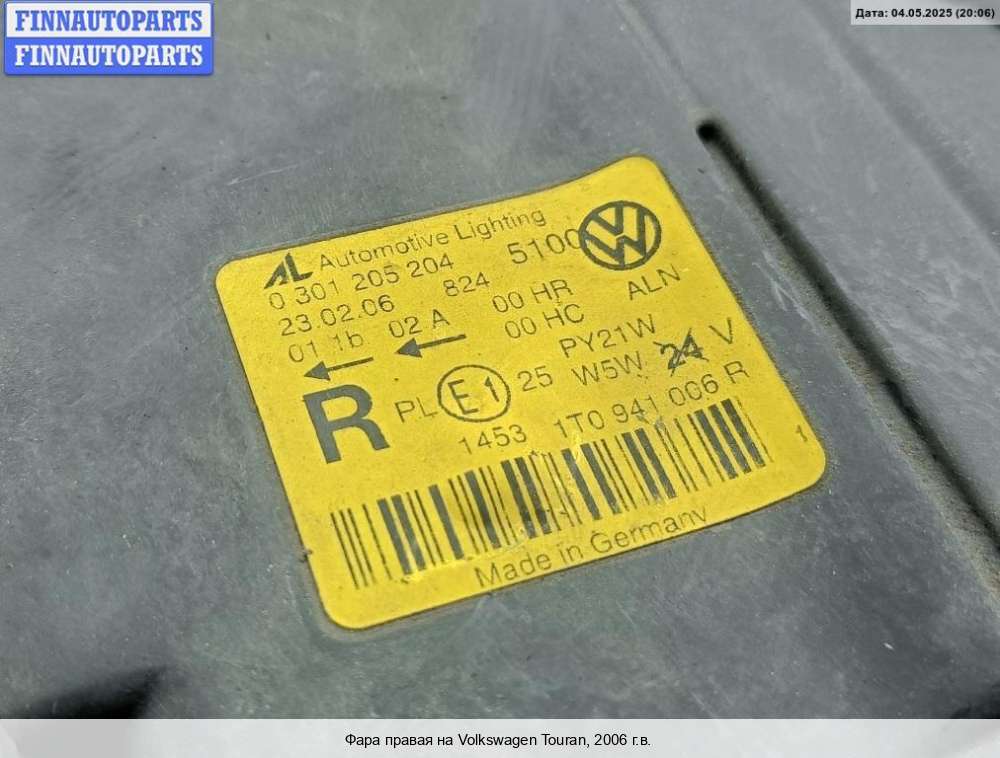 FINNAUTOPARTS
FINNAUTOPARTS
Дата: 04.05.2025 (20:06)
AL Automotive Lighting
0 301 205 204 5100
23.02.06 824 00 HR ALN
01 1b 02 A 00 HC
PY21W
R PL E1 25 W5W 24 V
1453 1T0 941 006 R
1
Made in Germany
Фара правая на Volkswagen Touran, 2006 г.в.